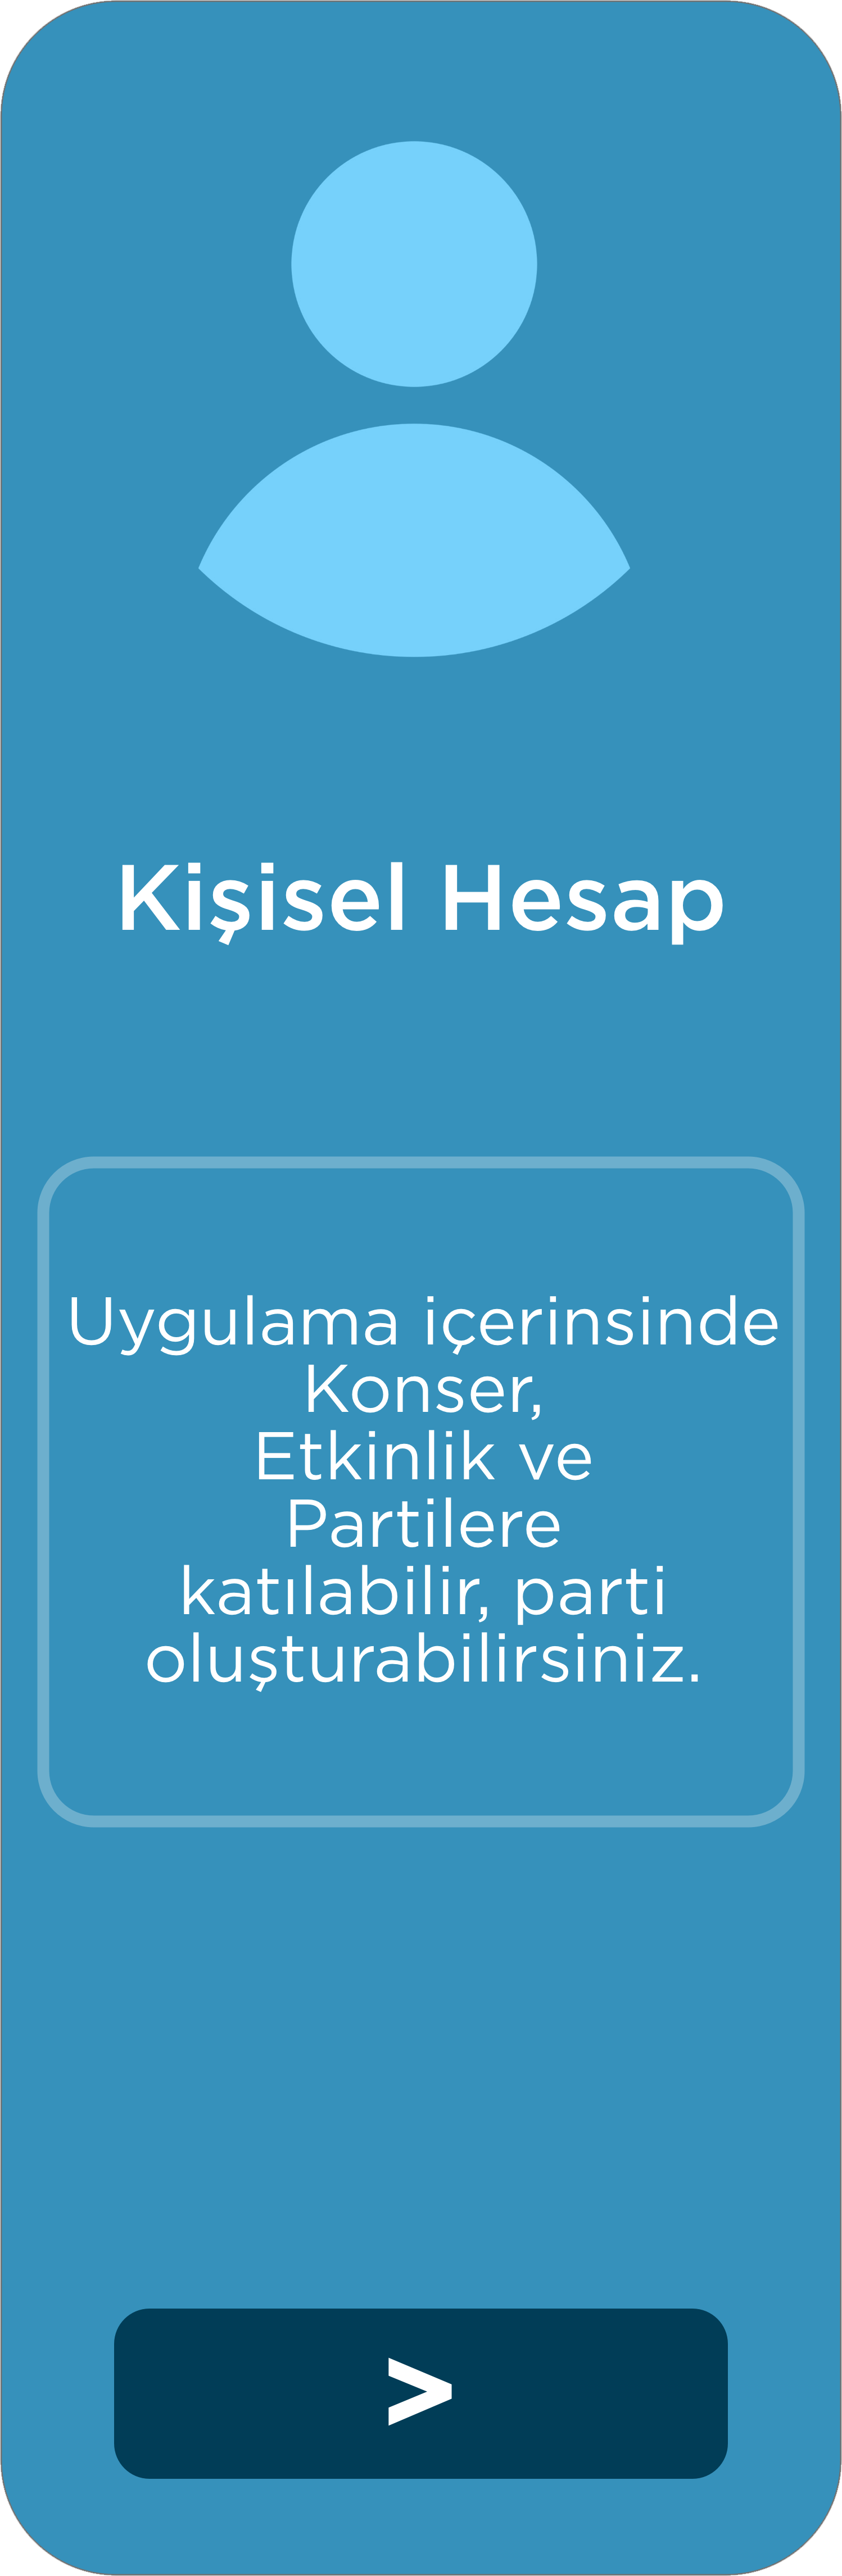 Kişisel Hesap
Uygulama içerinsinde
Konser,
Etkinlik ve
Partilere
katılabilir, parti
oluşturabilirsiniz.
>